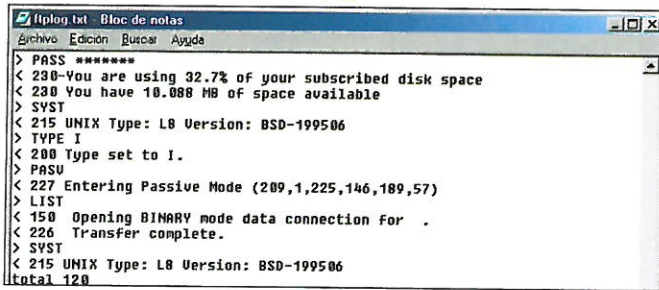 ftplog.txt - Bloc de notas
Archivo Edición Buscar Ayuda
> PASS *******
< 230-You are using 32.7% of your subscribed disk space
< 230 You have 10.088 MB of space available
> SYST
< 215 UNIX Type: L8 Version: BSD-199506
> TYPE I
< 200 Type set to I.
> PASV
< 227 Entering Passive Mode (209,1,225,146,189,57)
> LIST
< 150 Opening BINARY mode data connection for .
< 226 Transfer complete.
> SYST
< 215 UNIX Type: L8 Version: BSD-199506
total 120